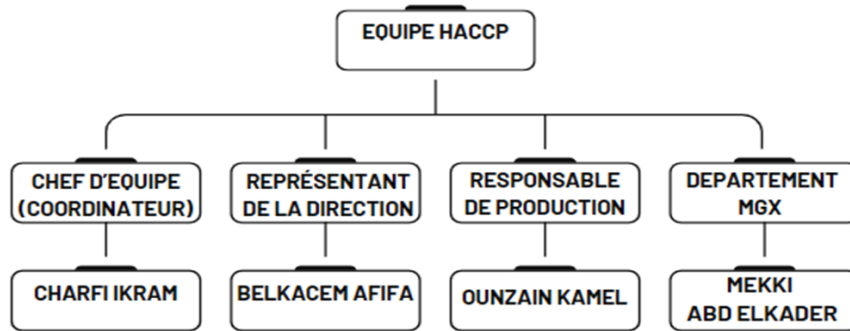 EQUIPE HACCP
CHEF D'EQUIPE
(COORDINATEUR)
REPRÉSENTANT
DE LA DIRECTION
RESPONSABLE
DE PRODUCTION
DEPARTEMENT
MGX
CHARFI IKRAM
BELKACEM AFIFA
OUNZAIN KAMEL
MEKKI
ABD ELKADER